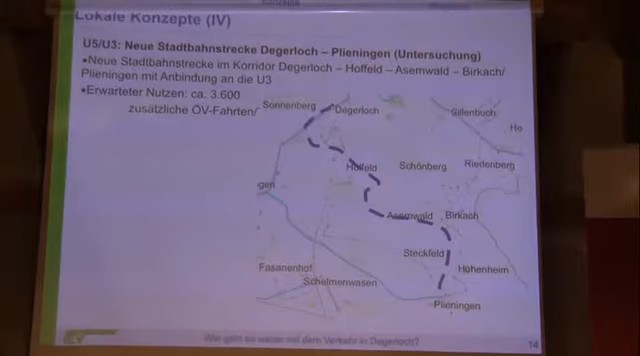 Lokale Konzepte (IV)
U5/U3: Neue Stadtbahnstrecke Degerloch – Plieningen (Untersuchung)
•Neue Stadtbahnstrecke im Korridor Degerloch – Hoffeld – Asemwald – Birkach/
Plieningen mit Anbindung an die U3
•Erwarteter Nutzen: ca. 3.600
zusätzliche ÖV-Fahrten/
Sonnenberg
Degerloch
Sillenbuch
Ho
Hoffeld
Schönberg
Riedenberg
gen
Asemwald
Birkach
Steckfeld
Hohenheim
Fasanenhof
Schelmenwasen
Plieningen
Wie geht es weiter mit dem Verkehr in Degerloch?
14